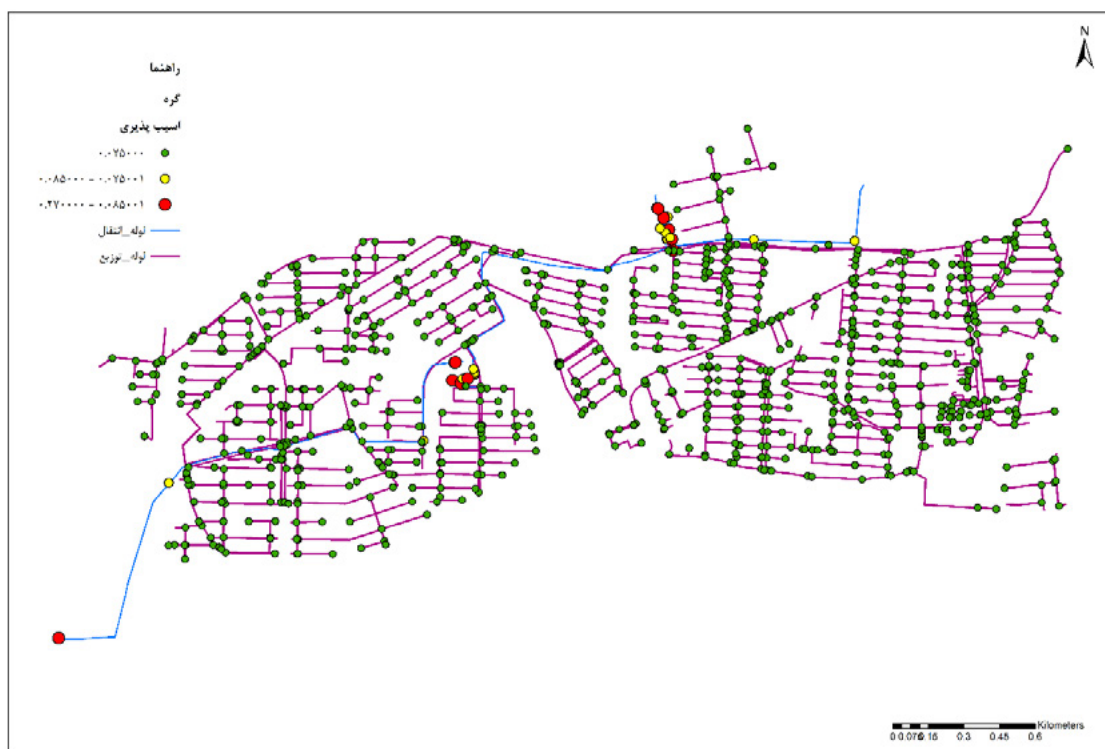 N
راهنما
گره
اسیب پذیری
۰.۰۲۵۰۰۰
۰.۰۸۵۰۰۰ - ۰.۰۲۵۰۰۱
۰.۲۷۰۰۰۰ - ۰.۰۸۵۰۰۱
لوله_انتقال
لوله_توزیع
Kilometers
0 0.075 0.15 0.3 0.45 0.6